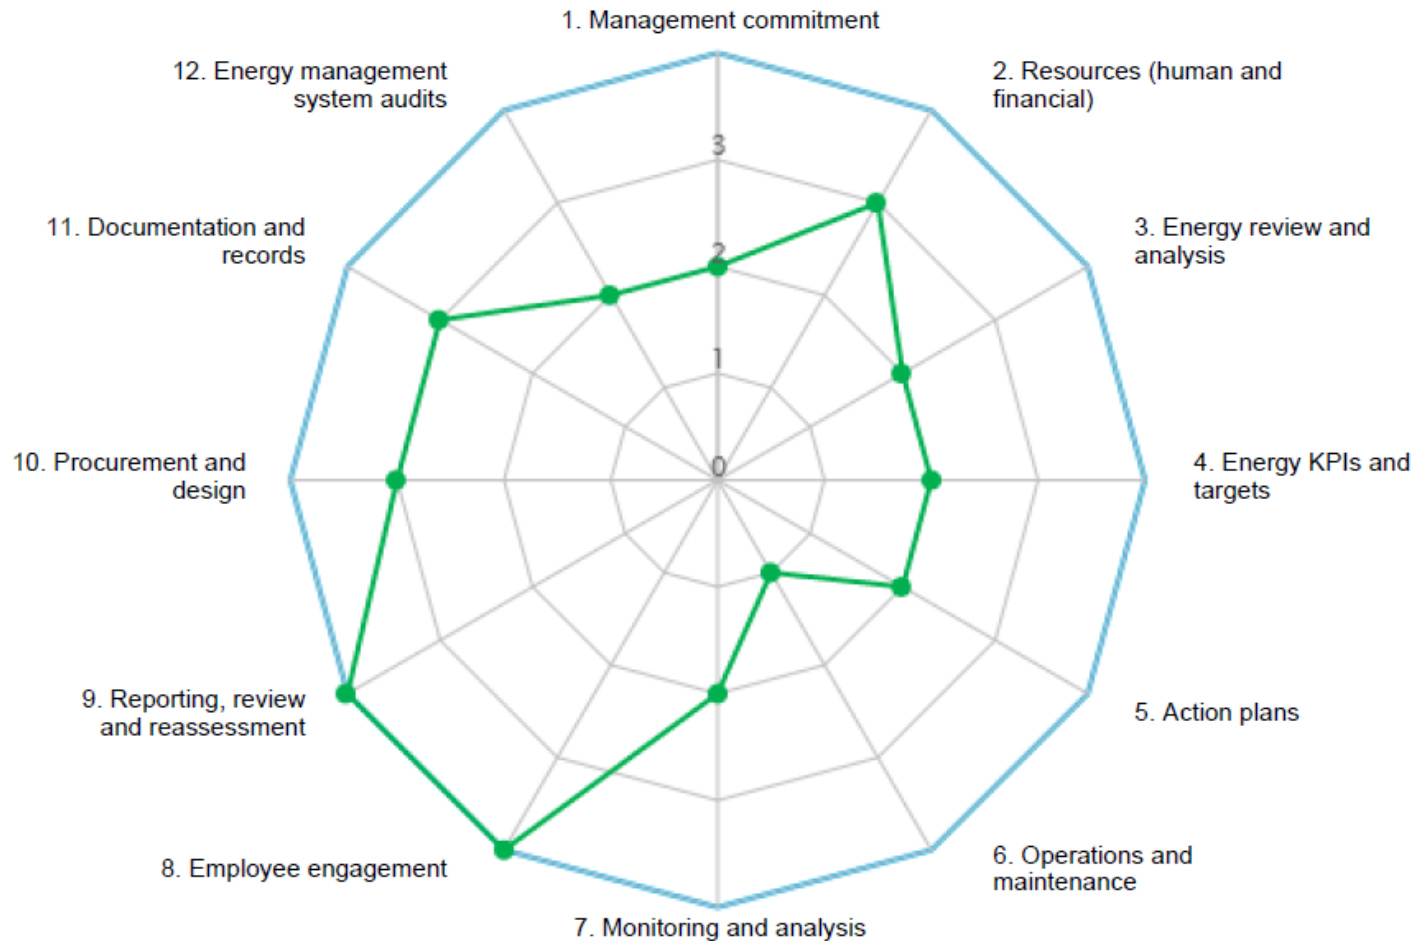 1. Management commitment
12. Energy management
system audits
2. Resources (human and
financial)
3
11. Documentation and
records
3. Energy review and
analysis
2
1
10. Procurement and
design
0
4. Energy KPIs and
targets
9. Reporting, review
and reassessment
5. Action plans
8. Employee engagement
6. Operations and
maintenance
7. Monitoring and analysis